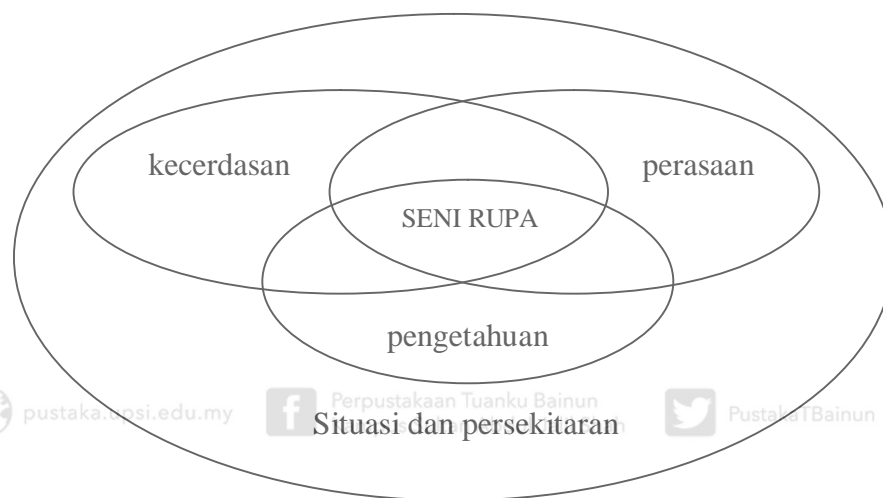 kecerdasan
perasaan
SENI RUPA
pengetahuan
pustaka.upsi.edu.my
Perpustakaan Tuanku Bainun
PustakaTBainun
Situasi dan persekitaran